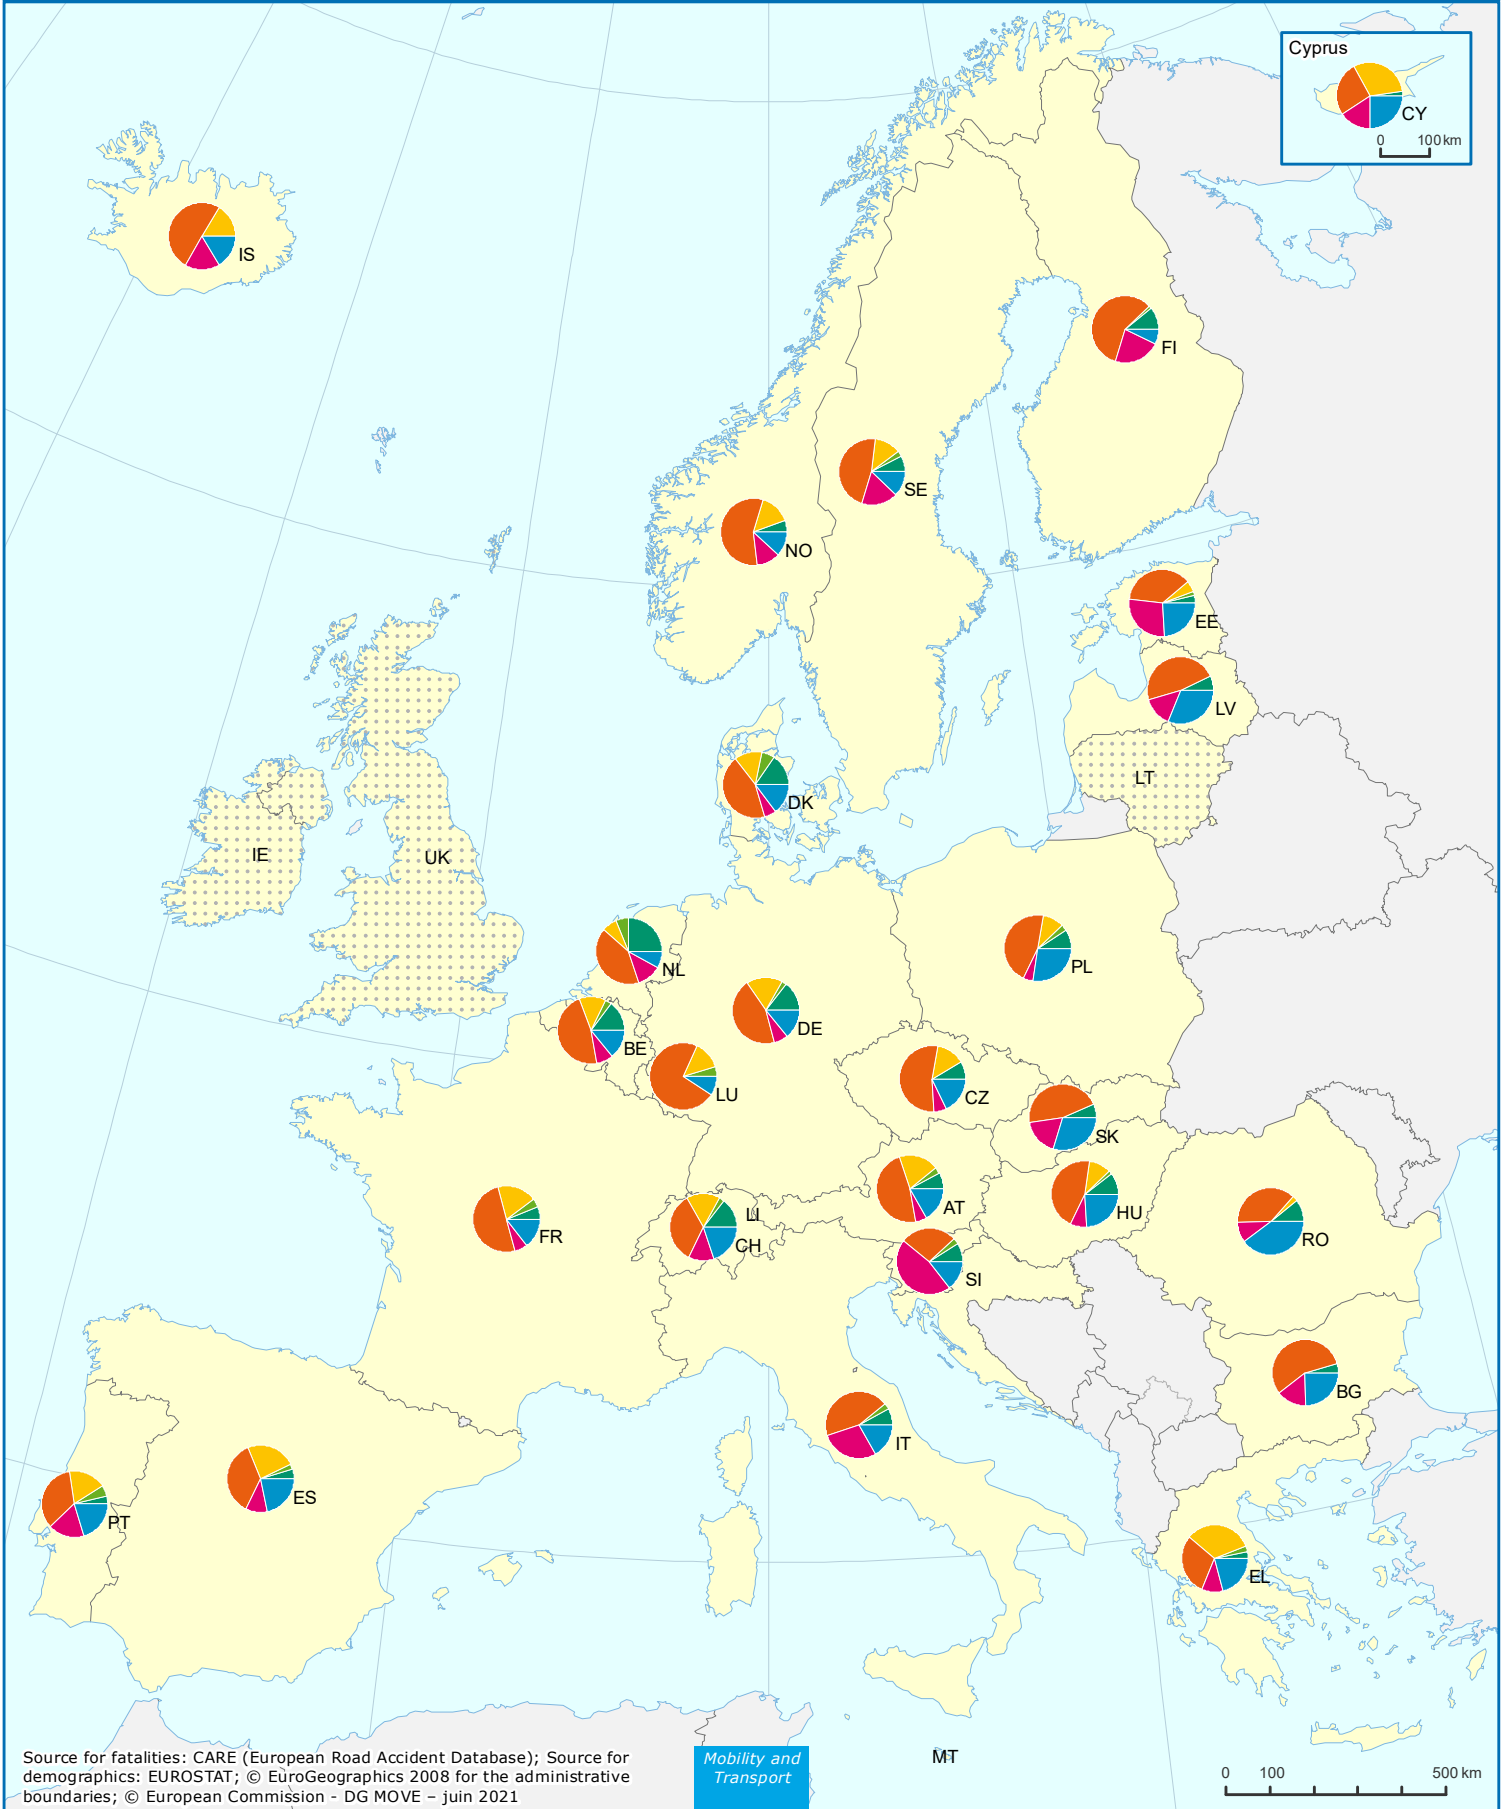 Cyprus
CY
0 100 km
IS
FI
SE
NO
EE
LV
LT
DK
IE
UK
PL
NL
DE
BE
LU
CZ
SK
AT
HU
LI
CH
FR
RO
SI
BG
IT
ES
PT
EL
MT
Source for fatalities: CARE (European Road Accident Database); Source for
demographics: EUROSTAT; © EuroGeographics 2008 for the administrative
boundaries; © European Commission - DG MOVE – juin 2021
Mobility and
Transport
0 100 500 km